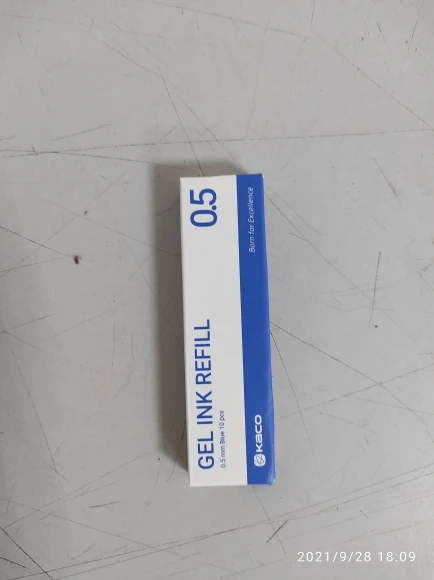 GEL INK REFILL
0.5
0.5 mm Blue 10 pcs
KACO
Born for Excellence
2021/9/28 18:09